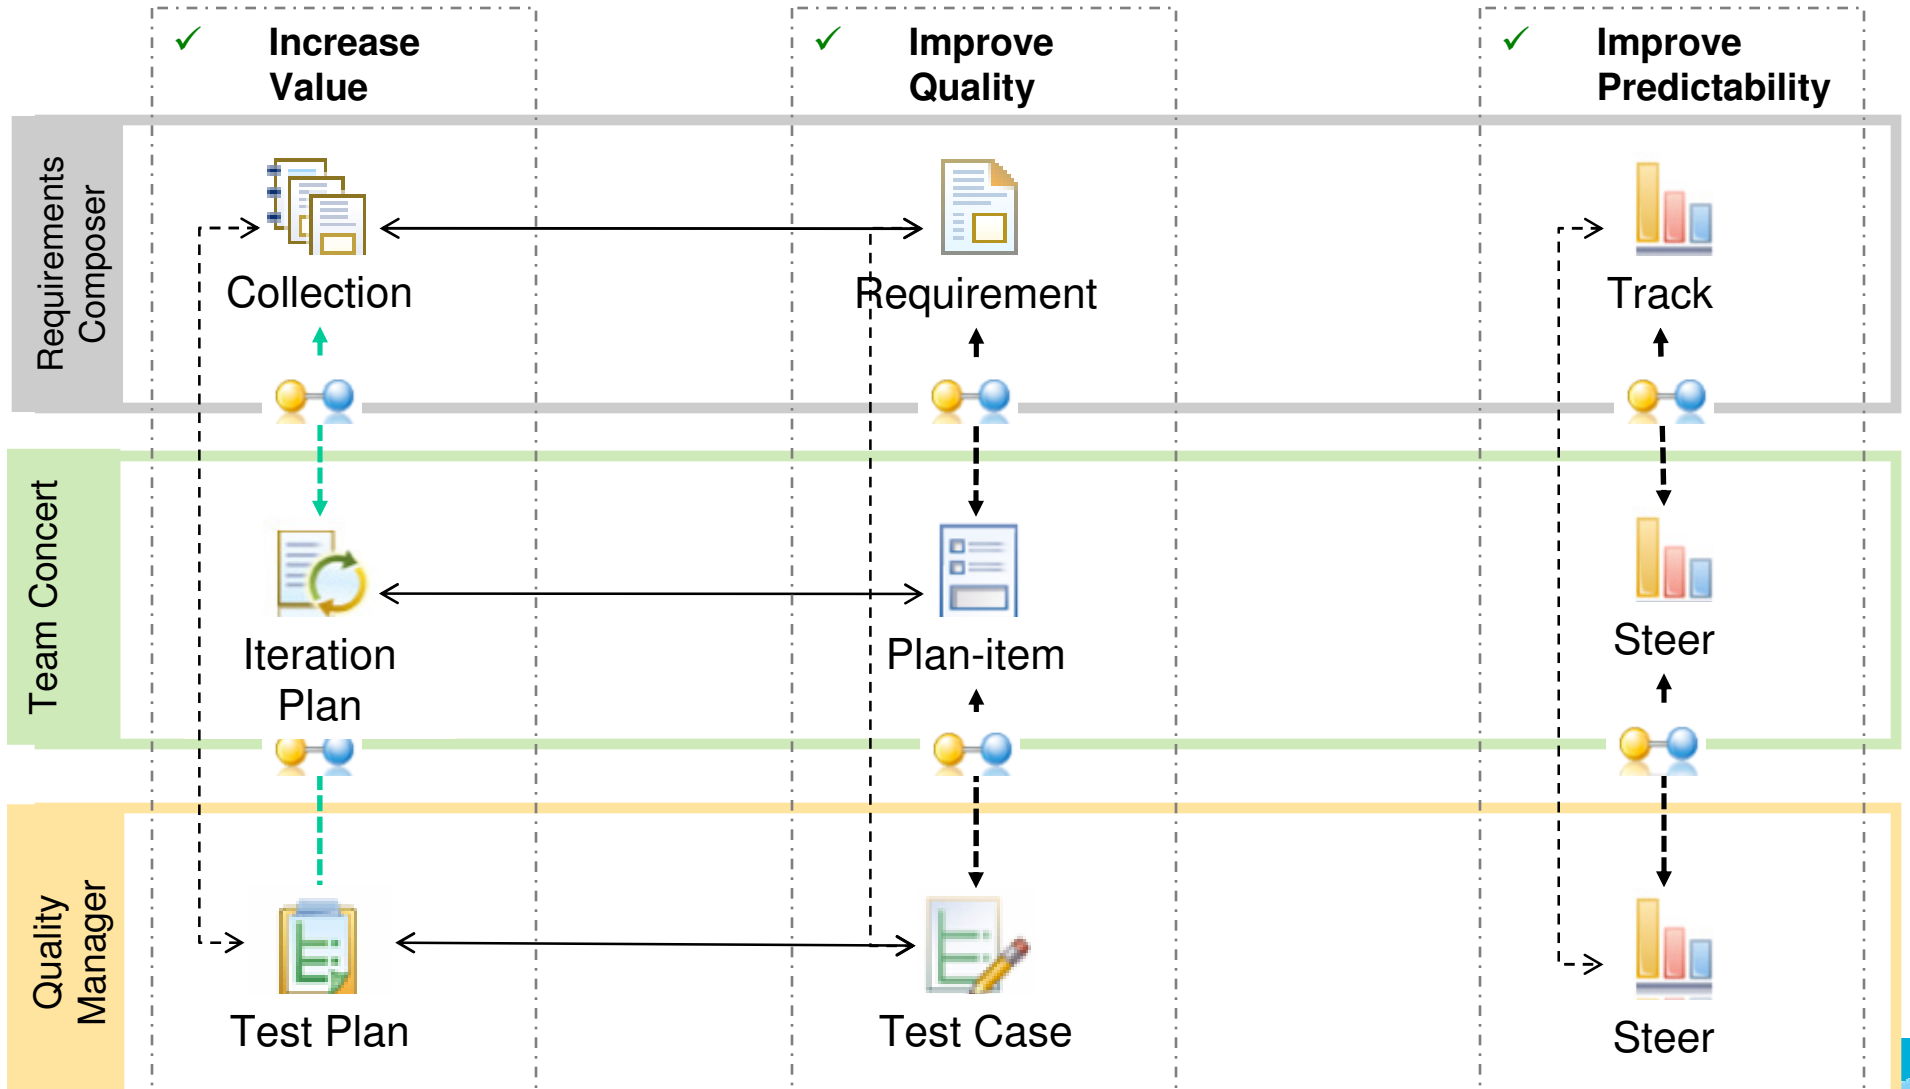 Increase
Value
Improve
Quality
Improve
Predictability
Requirements
Composer
Collection
Requirement
Track
Team Concert
Iteration
Plan
Plan-item
Steer
Quality
Manager
Test Plan
Test Case
Steer